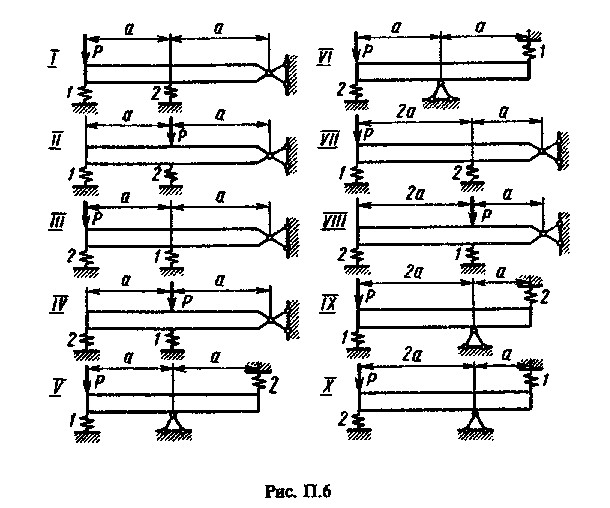 a a a a
I P 1 2 VI P 2 1
a a 2a a
II P 1 2 VII P 1 2
a a 2a a
III P 2 1 VIII P 2 1
a a 2a a
IV P 2 1 IX P 1 2
a a 2a a
V P 1 2 X P 2 1
Рис. П.6